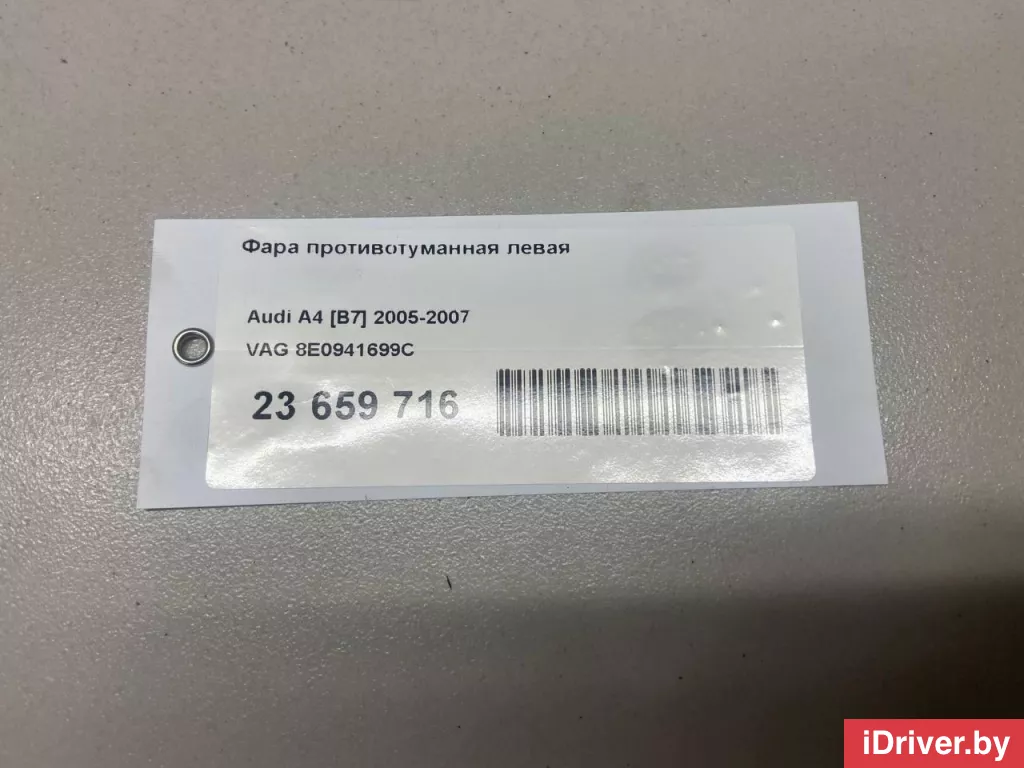 Фара противотуманная левая
Audi A4 [B7] 2005-2007
VAG 8E0941699C
23 659 716
iDriver.by